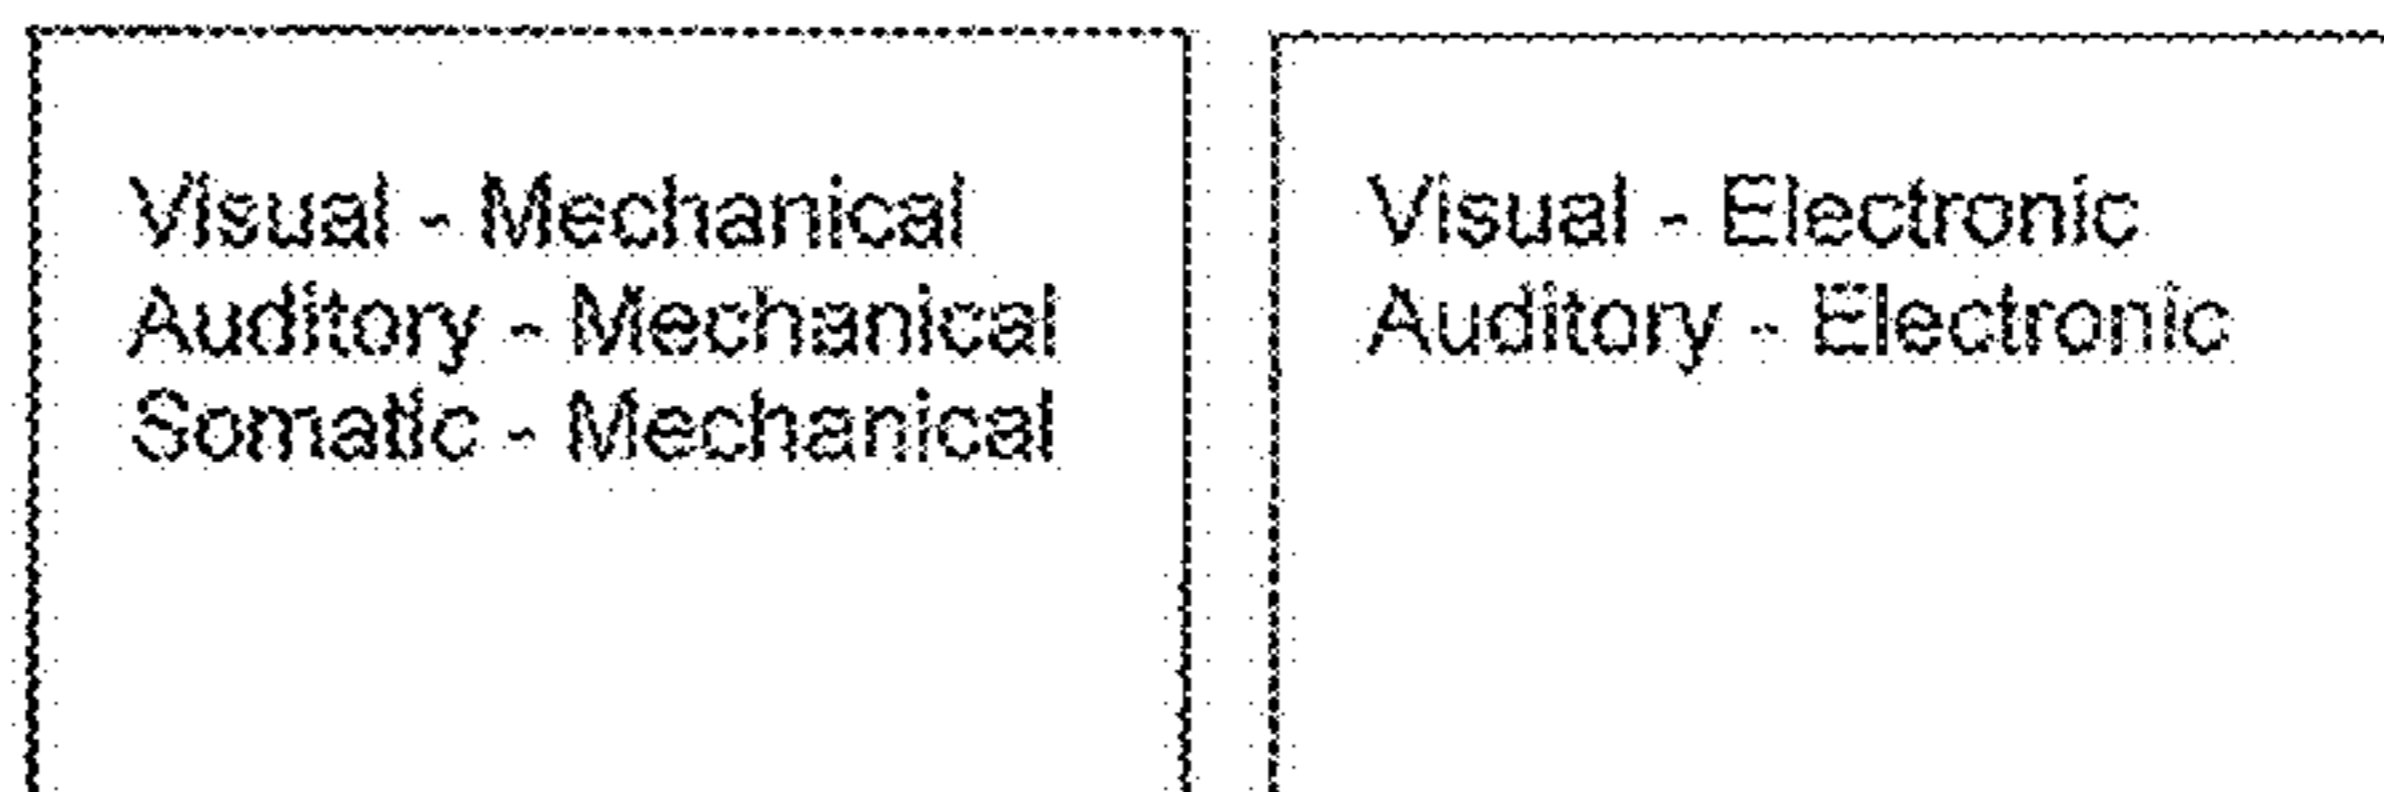 Visual - Mechanical
Auditory - Mechanical
Somatic - Mechanical
Visual - Electronic
Auditory - Electronic